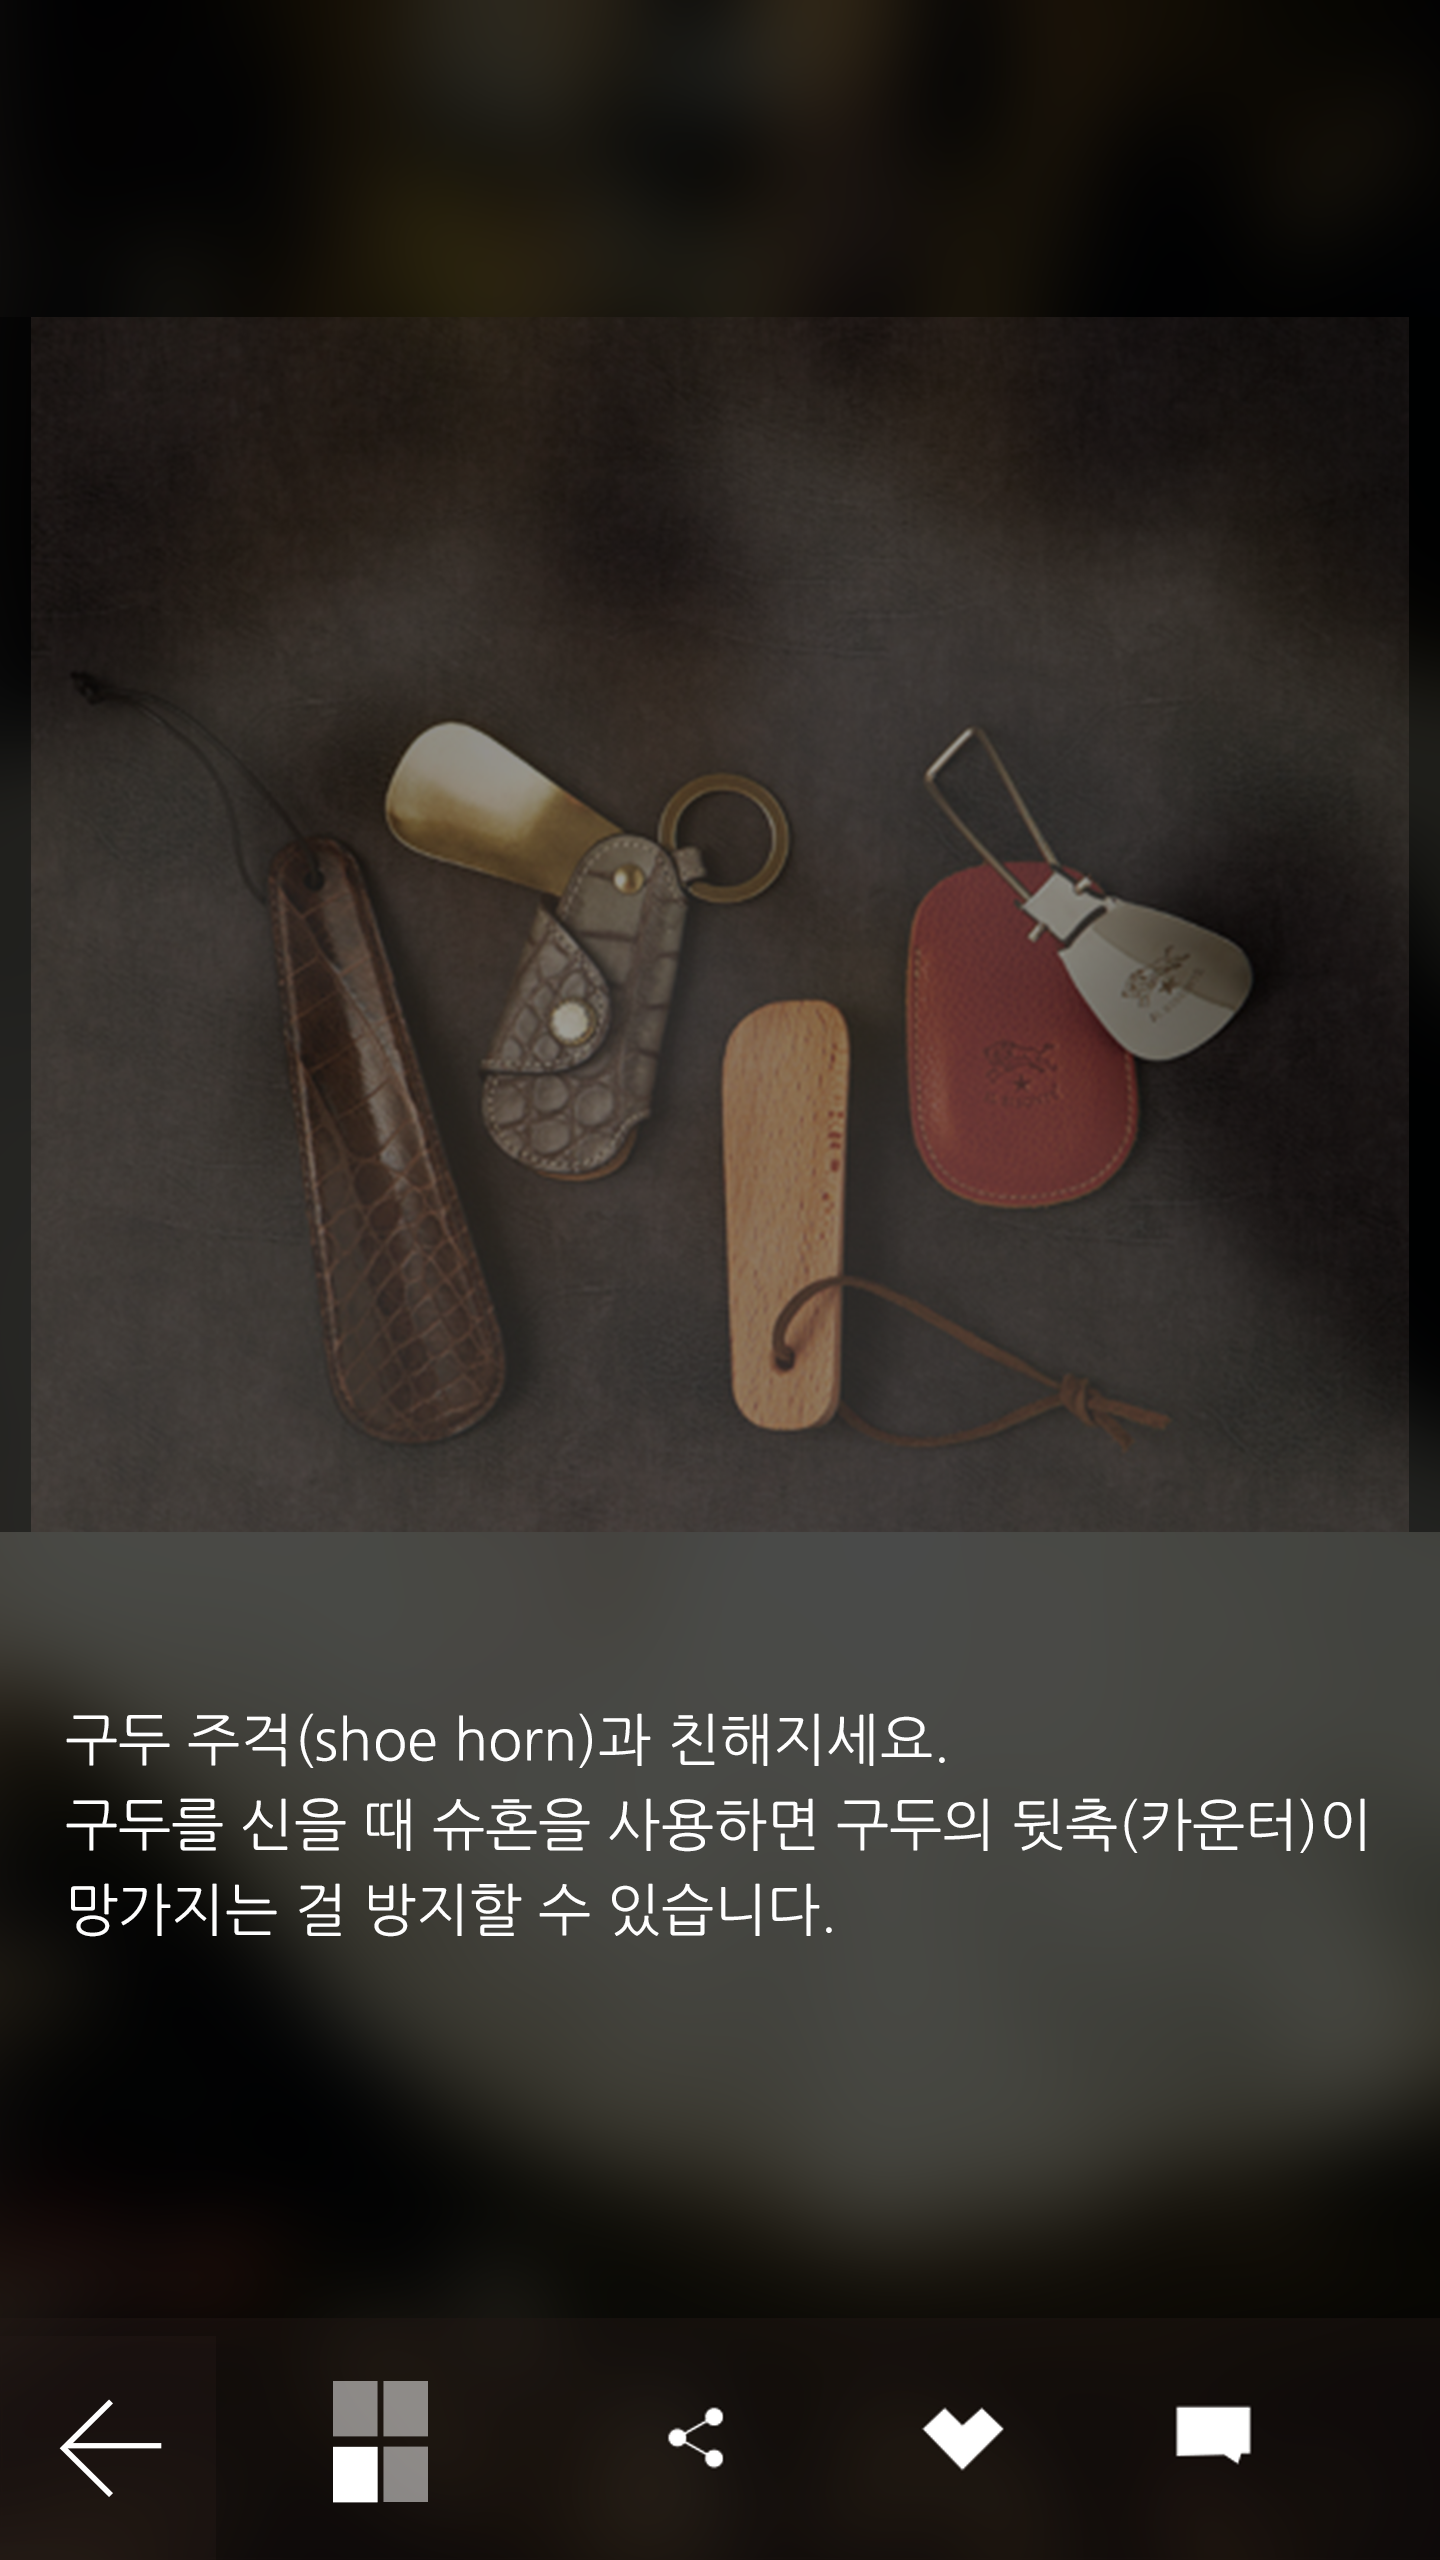 구두 주걱(shoe horn)과 친해지세요.
구두를 신을 때 슈혼을 사용하면 구두의 뒷축(카운터)이
망가지는 걸 방지할 수 있습니다.